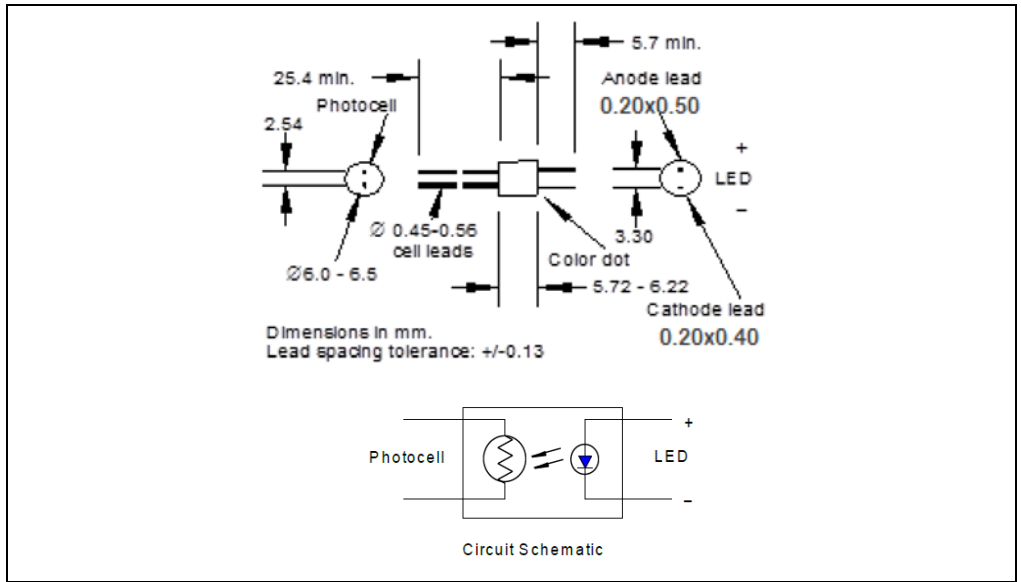 5.7 min.
25.4 min.
Anode lead
Photocell
0.20x0.50
2.54
+
LED
–
Ø 0.45-0.56
cell leads
3.30
Color dot
Ø6.0 - 6.5
5.72 - 6.22
Cathode lead
0.20x0.40
Dimensions in mm.
Lead spacing tolerance: +/-0.13
+
Photocell
LED
–
Circuit Schematic